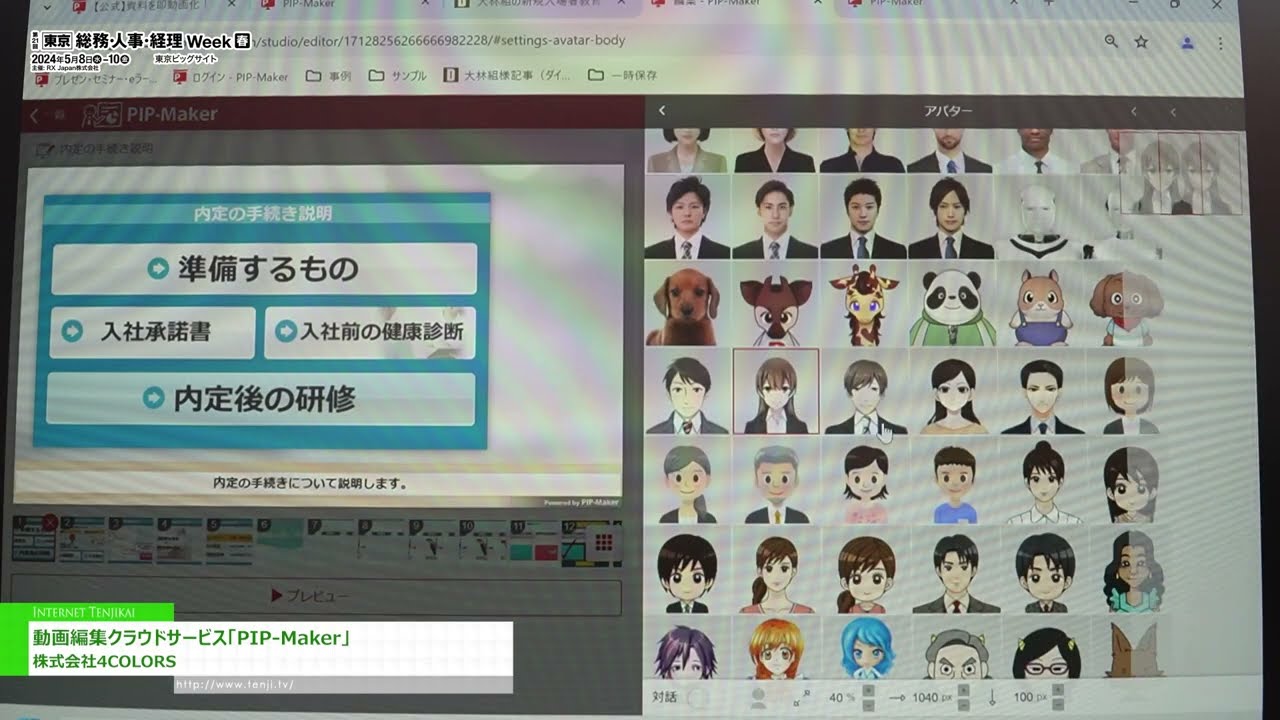 【公式】資料を即動画化！
PIP-Maker
大林組の新規入場者教育
編集 - PIP-Maker
PIP-Maker
第21回 東京 総務・人事・経理 Week 春
2024年5月8日水-10日金 東京ビッグサイト
主催: RX Japan株式会社
/studio/editor/17128256266666982228/#settings-avatar-body
プレゼン・セミナー・eラー...
ログイン - PIP-Maker
事例
サンプル
大林組様記事（ダイ...
一時保存
PIP-Maker
アバター
内定の手続き説明
内定の手続き説明
準備するもの
入社承諾書
入社前の健康診断
内定後の研修
内定の手続きについて説明します。
Powered by PIP-Maker
1 2 3 4 5 6 7 8 9 10 11 12
プレビュー
対話
40 %
1040 px
100 px
INTERNET TENJIKAI
動画編集クラウドサービス「PIP-Maker」
株式会社4COLORS
http://www.tenji.tv/